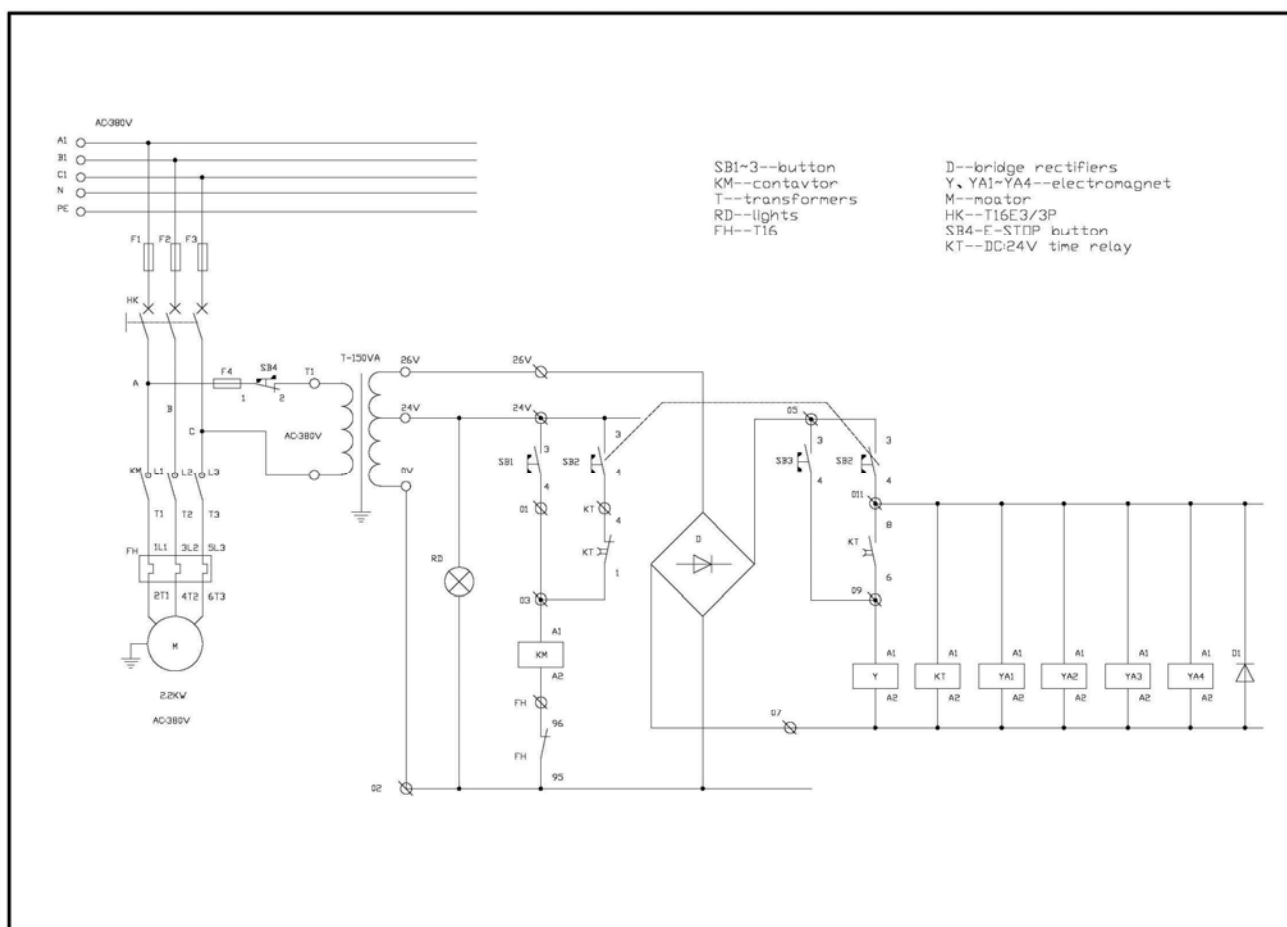 AC380V
A1
B1
C1
N
PE
SB1~3--button
KM--contavtor
T--transformers
RD--lights
FH--T16
D--bridge rectifiers
Y、YA1~YA4--electromagnet
M--moator
HK--T16E3/3P
SB4-E-STOP button
KT--DC:24V time relay
F1 F2 F3
HK
T-150VA
26V 26V
F4 SB4 T1
A
1 2
B
24V 24V 05
C
AC380V
3 3 3 3
0V
SB1 SB2 SB3 SB2
KM L1 L2 L3
4 4 4 4
011
T1 T2 T3
01 KT
4 8
D
KT KT
FH 1L1 3L2 5L3
RD
1 6
2T1 4T2 6T3
03 09
M
A1 A1 A1 A1 A1 A1 A1
KM
D1
Y KT YA1 YA2 YA3 YA4
A2 A2 A2 A2 A2 A2 A2
2.2KW
FH
07
AC380V
96
FH
95
02